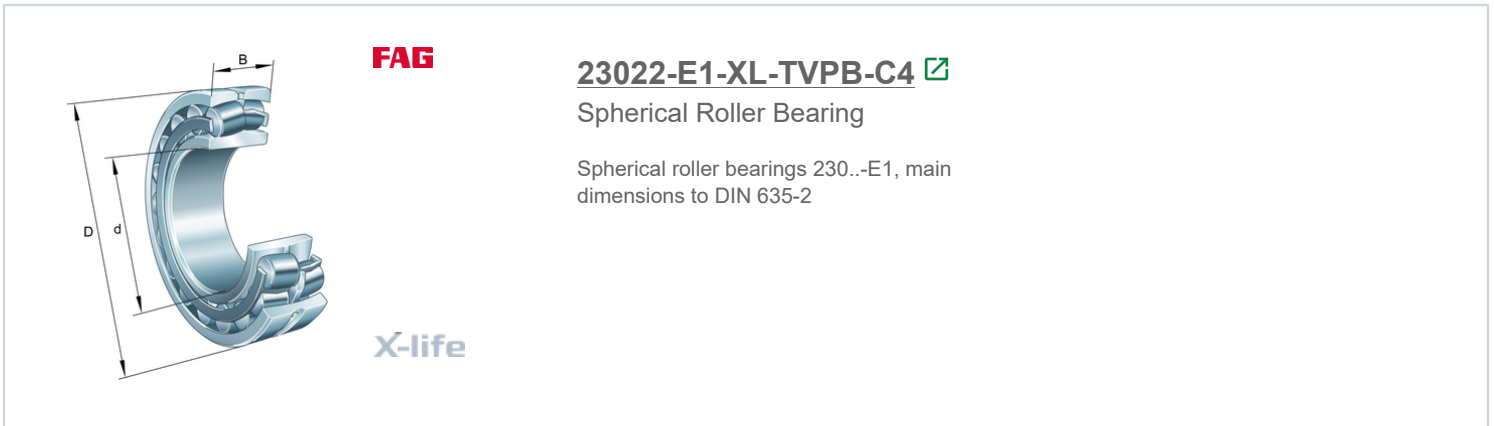 B
D
d
FAG
X-life
23022-E1-XL-TVPB-C4
Spherical Roller Bearing
Spherical roller bearings 230..-E1, main
dimensions to DIN 635-2